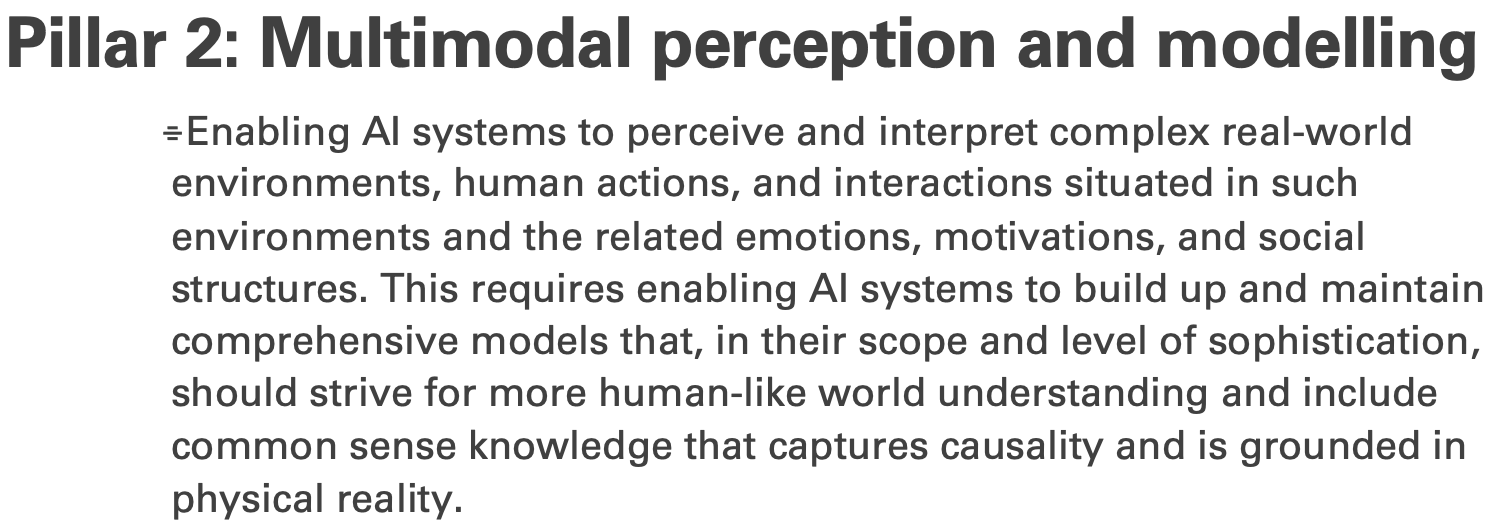 Pillar 2: Multimodal perception and modelling
Enabling AI systems to perceive and interpret complex real-world
environments, human actions, and interactions situated in such
environments and the related emotions, motivations, and social
structures. This requires enabling AI systems to build up and maintain
comprehensive models that, in their scope and level of sophistication,
should strive for more human-like world understanding and include
common sense knowledge that captures causality and is grounded in
physical reality.